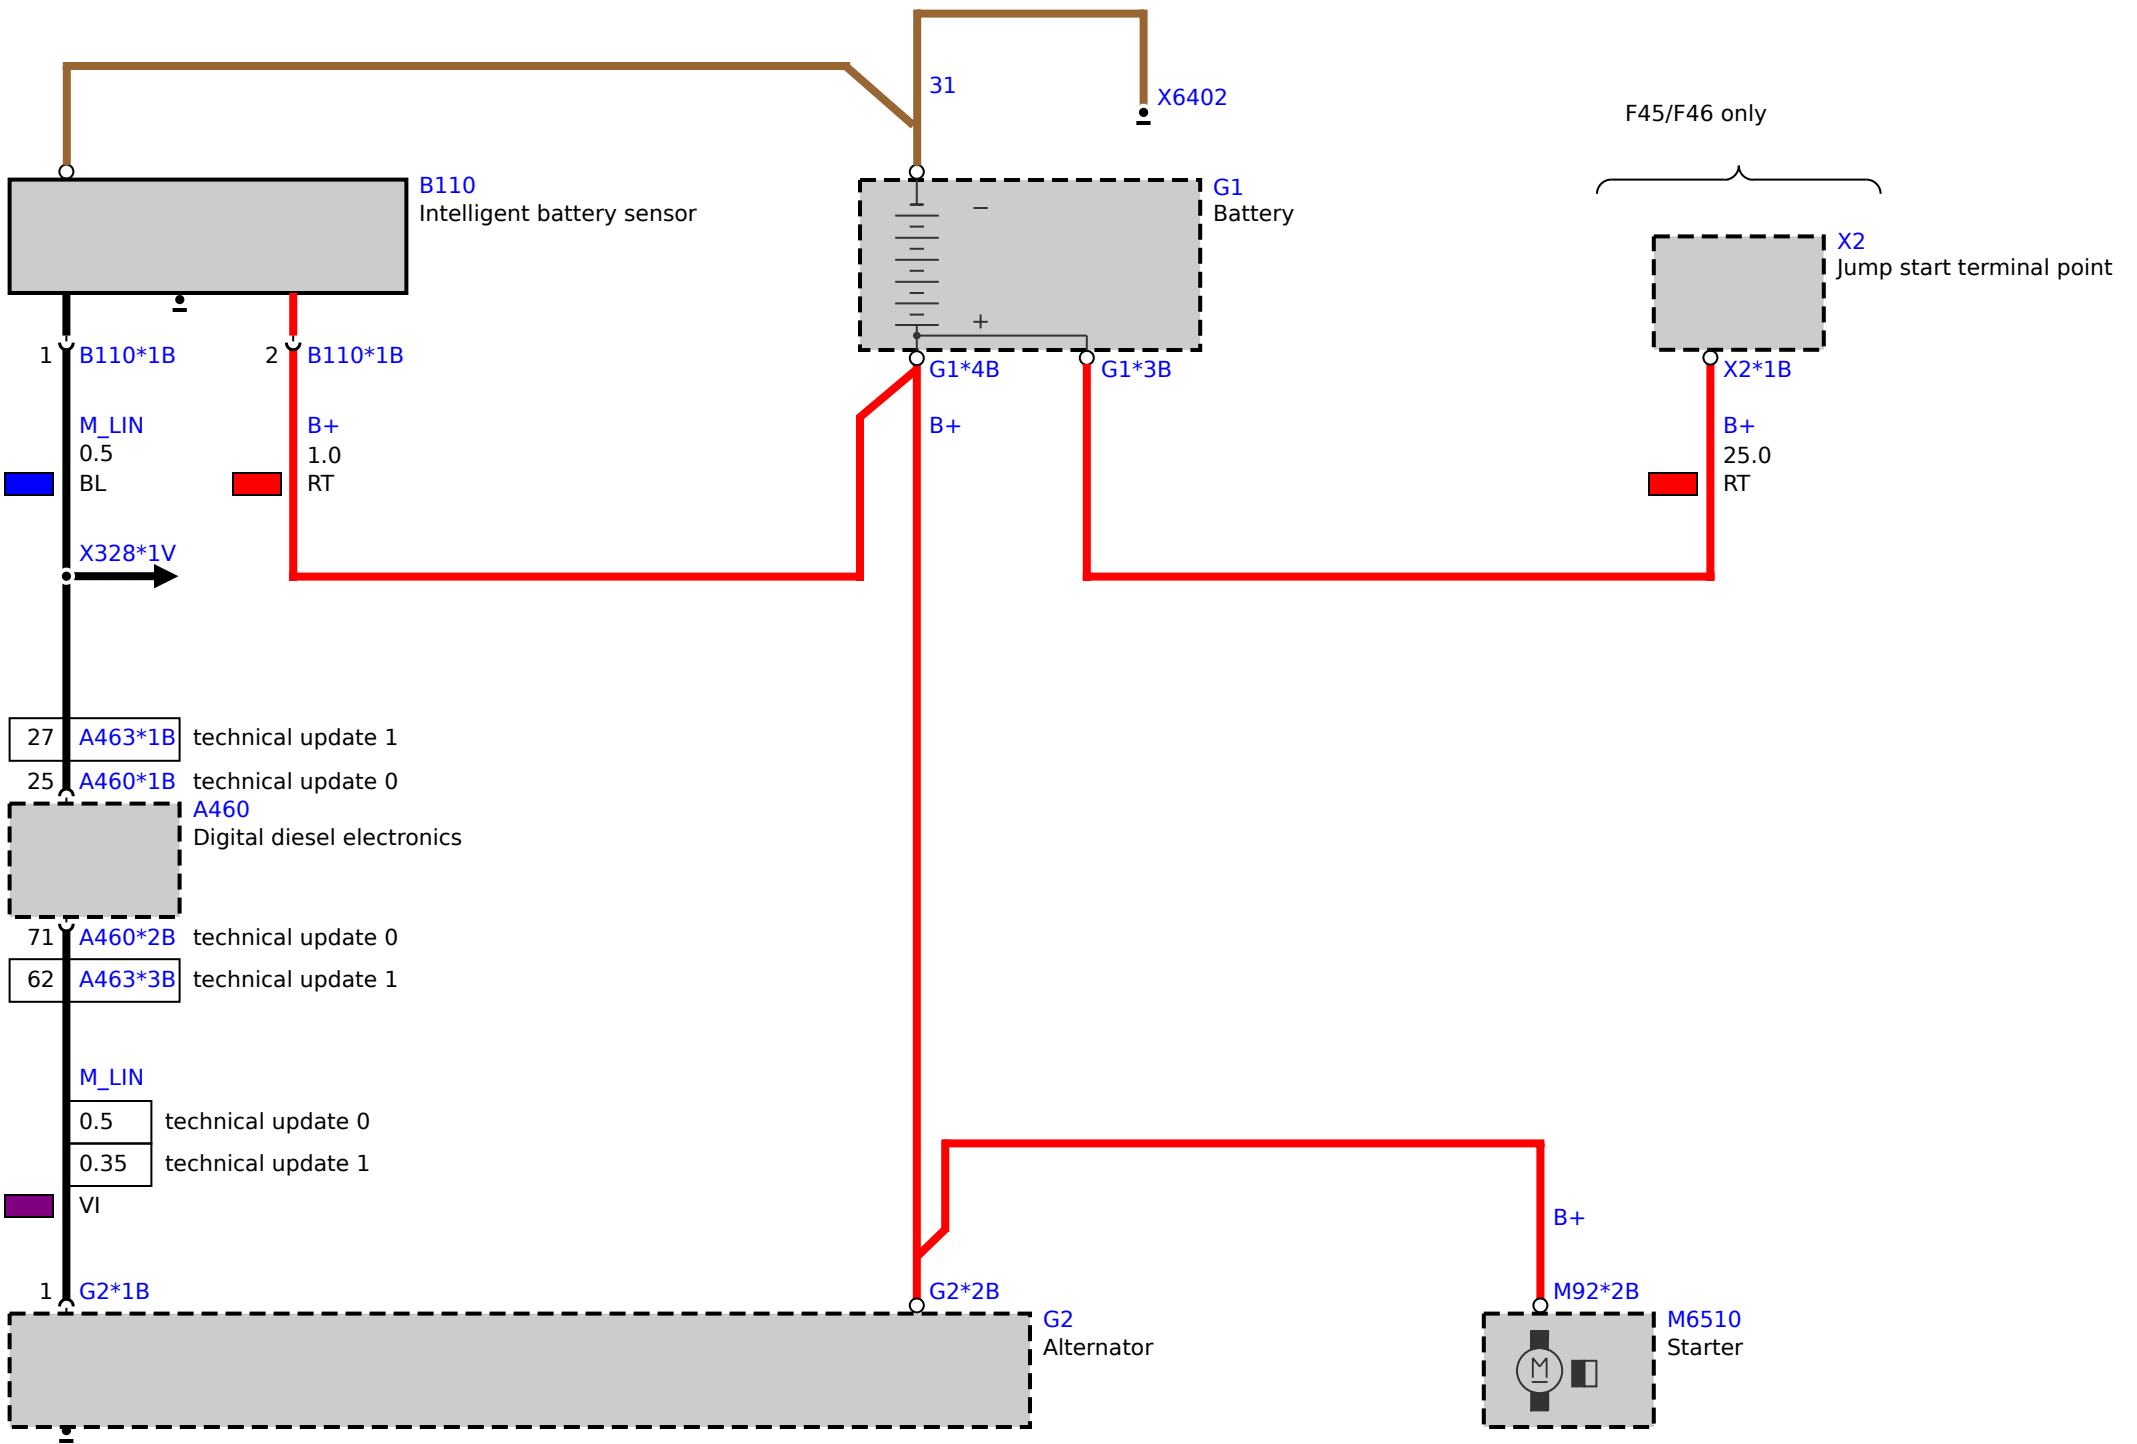 31
X6402
F45/F46 only
B110
Intelligent battery sensor
G1
Battery
−
+
X2
Jump start terminal point
1 B110*1B
2 B110*1B
G1*4B
G1*3B
X2*1B
M_LIN
0.5
BL
B+
1.0
RT
B+
B+
25.0
RT
X328*1V
27 A463*1B technical update 1
25 A460*1B technical update 0
A460
Digital diesel electronics
71 A460*2B technical update 0
62 A463*3B technical update 1
M_LIN
0.5 technical update 0
0.35 technical update 1
VI
B+
1 G2*1B
G2*2B
M92*2B
G2
Alternator
M6510
Starter
M